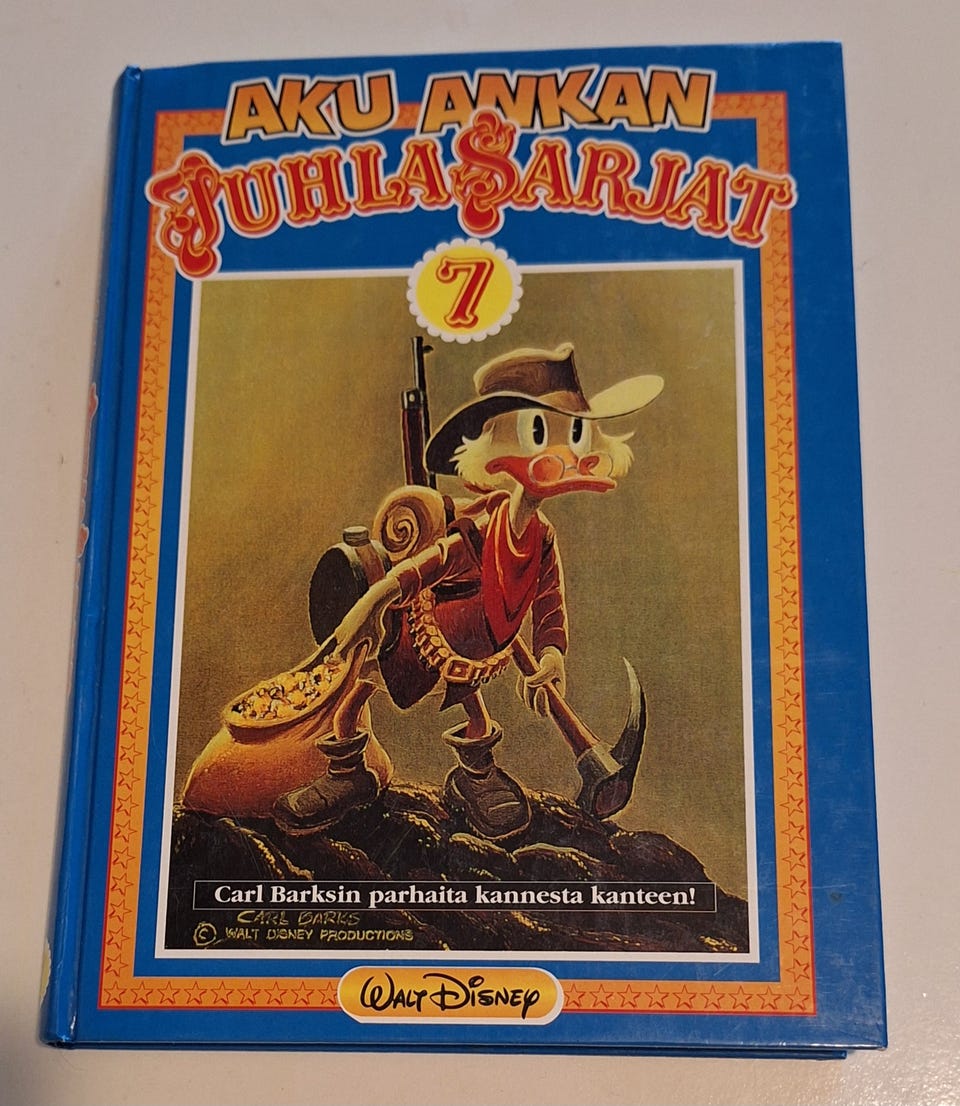 AKU ANKAN
JUHLASARJAT
7
Carl Barksin parhaita kannesta kanteen!
CARL BARKS
© WALT DISNEY PRODUCTIONS
WALT DISNEY